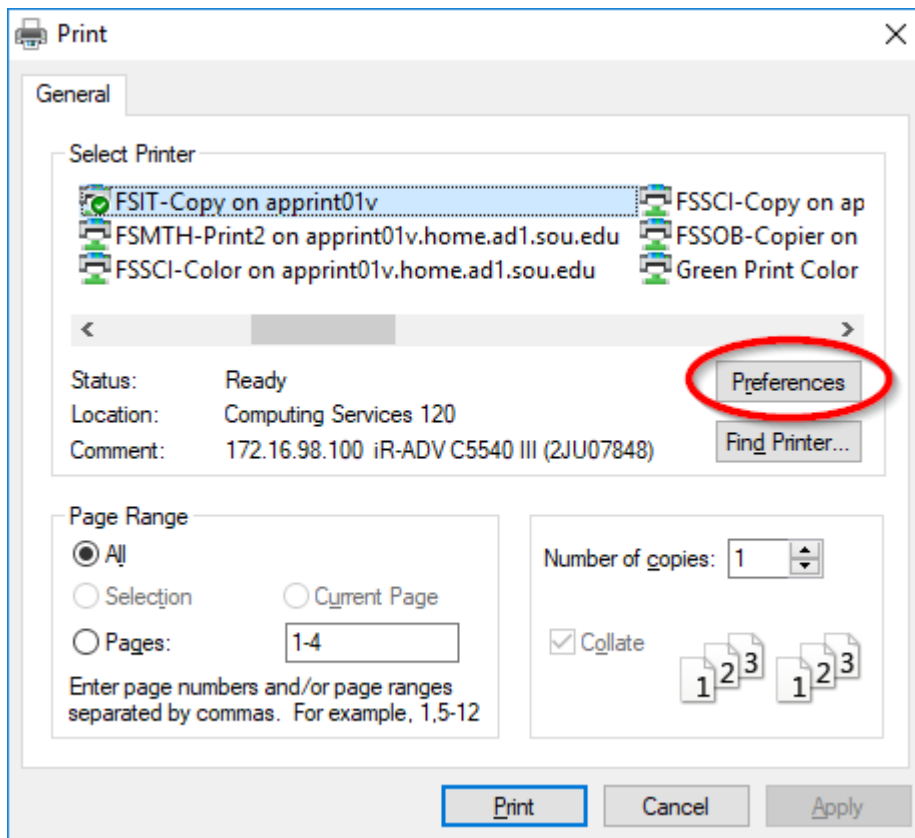 Print
General
Select Printer
FSIT-Copy on apprint01v
FSSCI-Copy on ap
FSMTH-Print2 on apprint01v.home.ad1.sou.edu
FSSOB-Copier on
FSSCI-Color on apprint01v.home.ad1.sou.edu
Green Print Color
Status: Ready
Preferences
Location: Computing Services 120
Comment: 172.16.98.100 iR-ADV C5540 III (2JU07848)
Find Printer...
Page Range
All
Number of copies: 1
Selection
Current Page
Pages: 1-4
Collate
1 2 3 1 2 3
Enter page numbers and/or page ranges
separated by commas. For example, 1,5-12
Print Cancel Apply